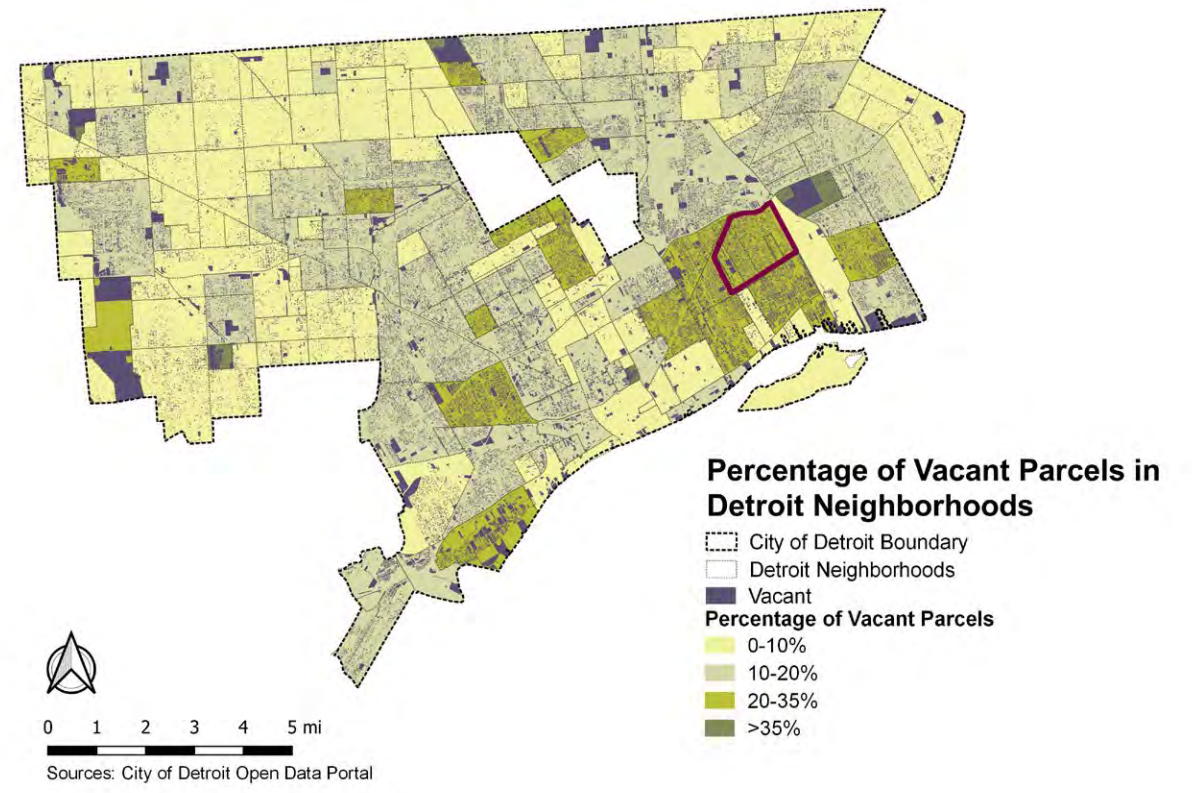 Percentage of Vacant Parcels in
Detroit Neighborhoods
City of Detroit Boundary
Detroit Neighborhoods
Vacant
Percentage of Vacant Parcels
0-10%
10-20%
20-35%
>35%
0 1 2 3 4 5 mi
Sources: City of Detroit Open Data Portal